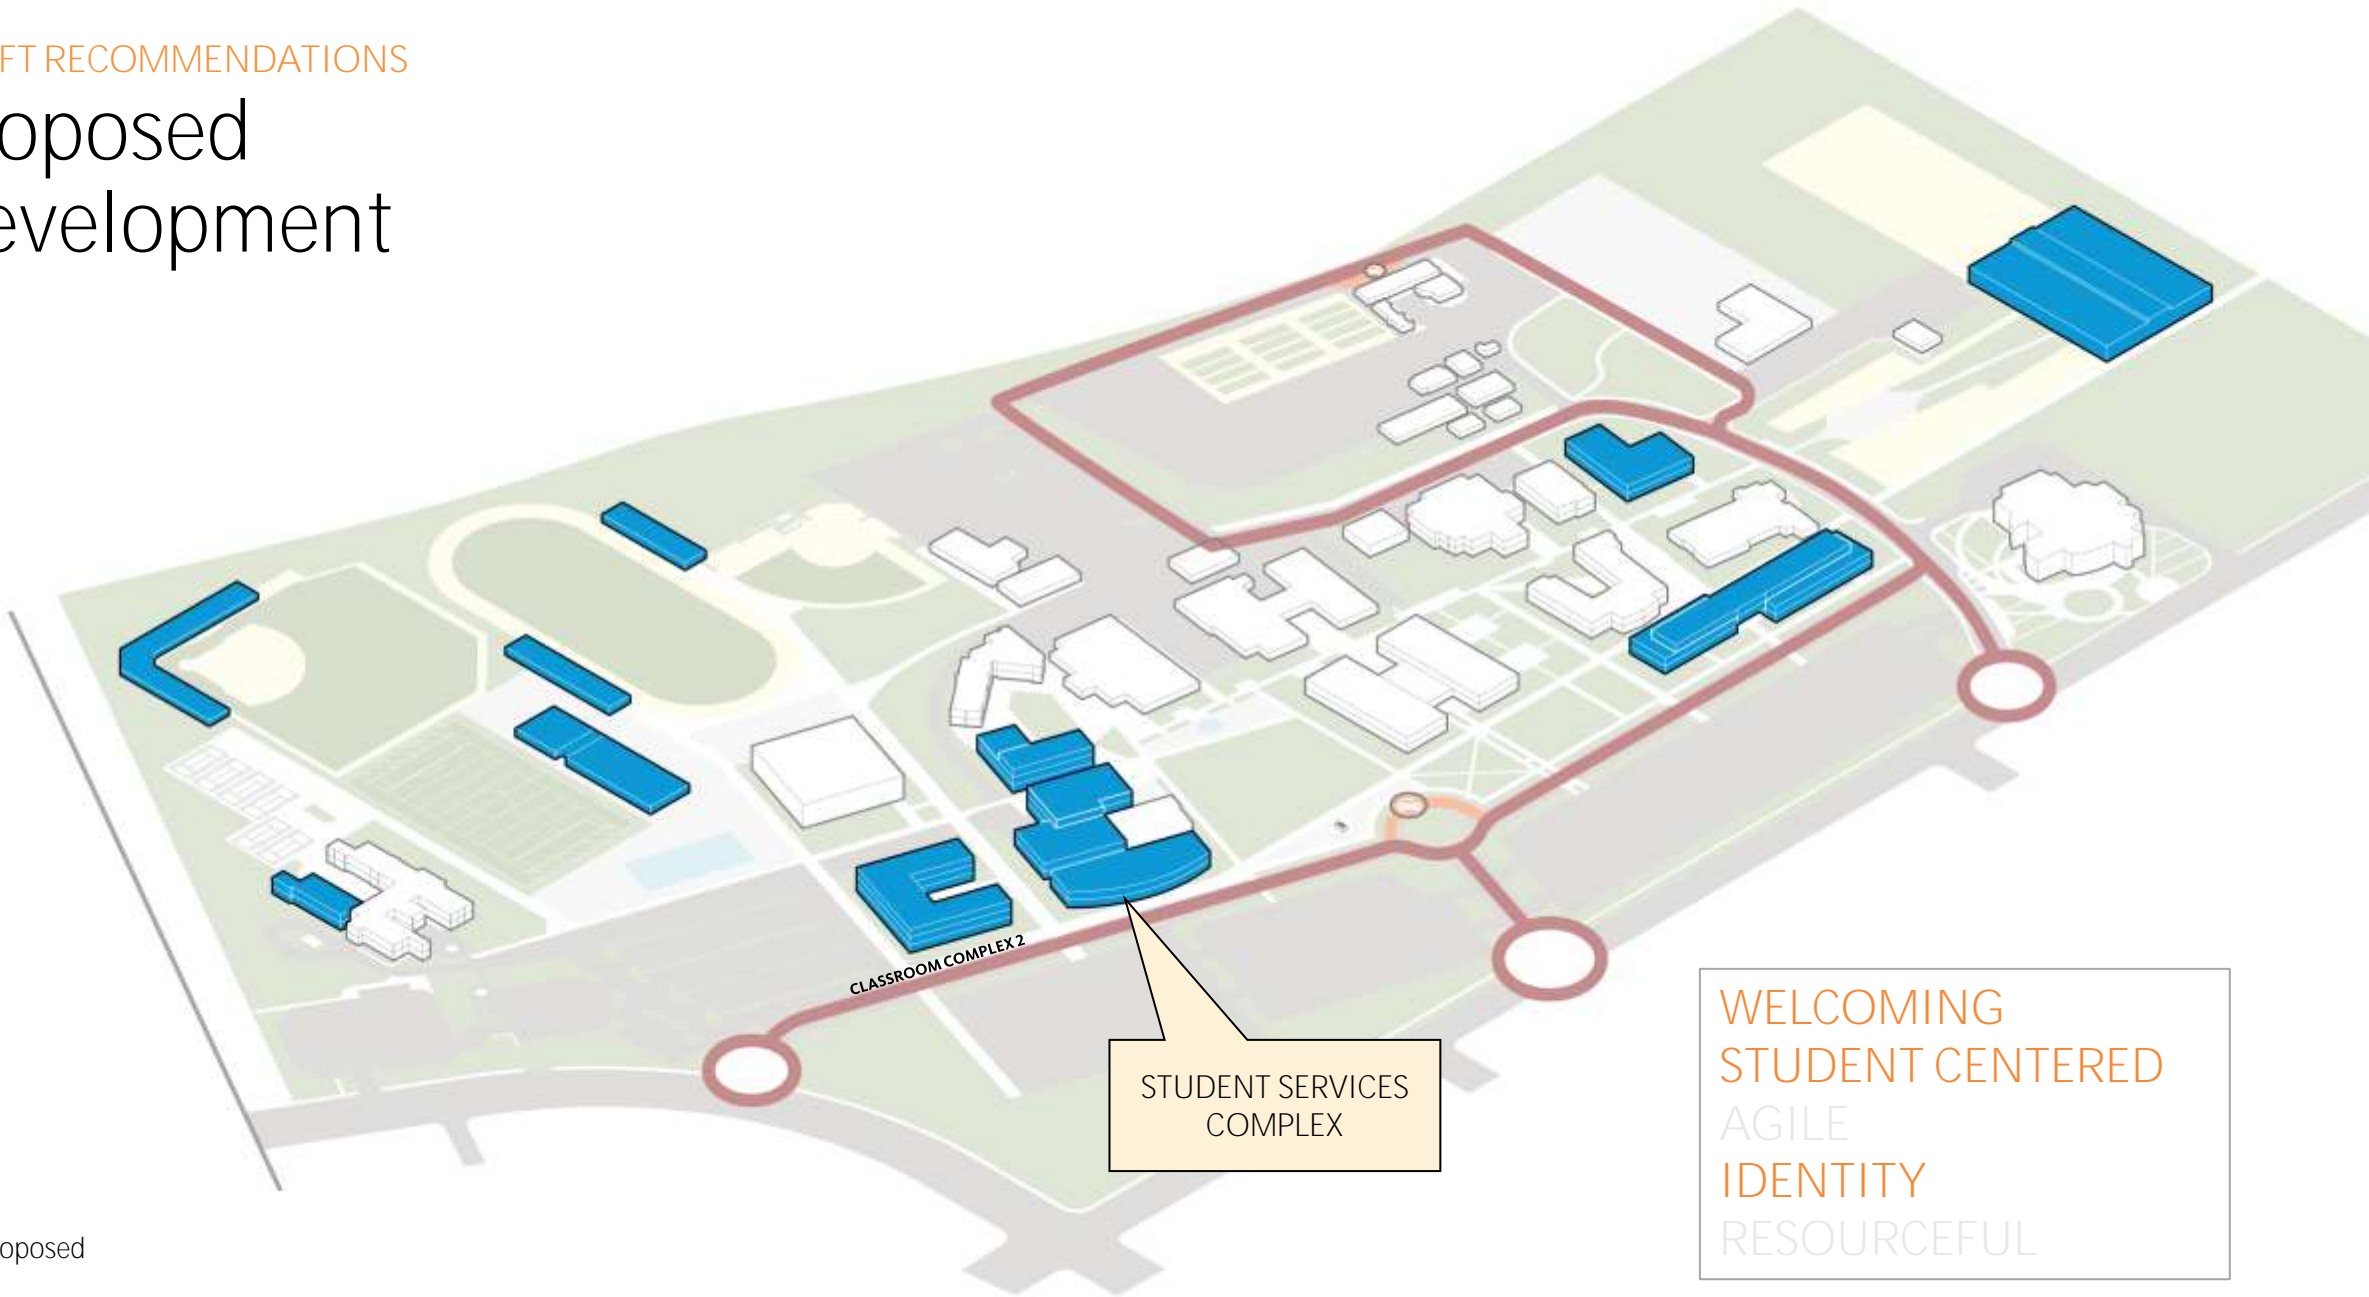 FT RECOMMENDATIONS
oposed
evelopment
CLASSROOM COMPLEX 2
STUDENT SERVICES
COMPLEX
WELCOMING
STUDENT CENTERED
AGILE
IDENTITY
RESOURCEFUL
oposed